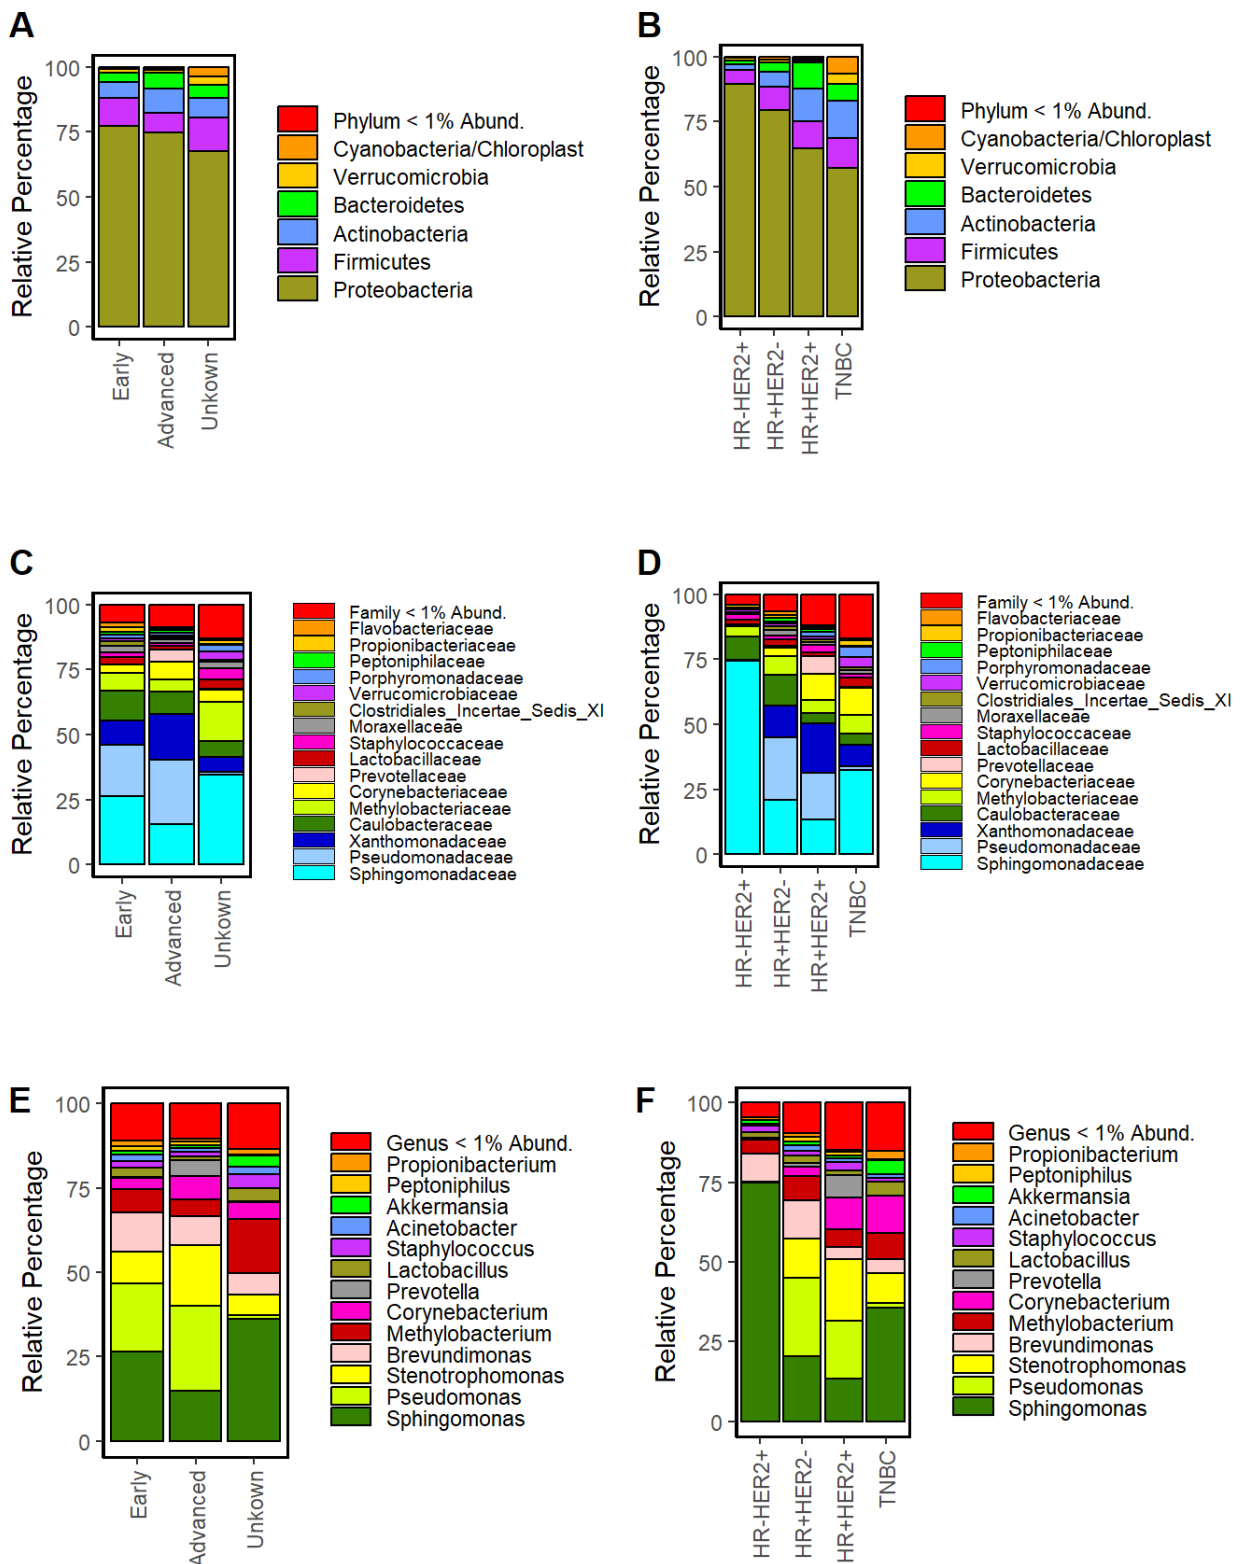 A
Relative Percentage
100
75
50
25
0
Early
Advanced
Unkown
Phylum < 1% Abund.
Cyanobacteria/Chloroplast
Verrucomicrobia
Bacteroidetes
Actinobacteria
Firmicutes
Proteobacteria
B
Relative Percentage
100
75
50
25
0
HR-HER2+
HR+HER2-
HR+HER2+
TNBC
Phylum < 1% Abund.
Cyanobacteria/Chloroplast
Verrucomicrobia
Bacteroidetes
Actinobacteria
Firmicutes
Proteobacteria
C
Relative Percentage
100
75
50
25
0
Early
Advanced
Unkown
Family < 1% Abund.
Flavobacteriaceae
Propionibacteriaceae
Peptoniphilaceae
Porphyromonadaceae
Verrucomicrobiaceae
Clostridiales_Incertae_Sedis_XI
Moraxellaceae
Staphylococcaceae
Lactobacillaceae
Prevotellaceae
Corynebacteriaceae
Methylobacteriaceae
Caulobacteraceae
Xanthomonadaceae
Pseudomonadaceae
Sphingomonadaceae
D
Relative Percentage
100
75
50
25
0
HR-HER2+
HR+HER2-
HR+HER2+
TNBC
Family < 1% Abund.
Flavobacteriaceae
Propionibacteriaceae
Peptoniphilaceae
Porphyromonadaceae
Verrucomicrobiaceae
Clostridiales_Incertae_Sedis_XI
Moraxellaceae
Staphylococcaceae
Lactobacillaceae
Prevotellaceae
Corynebacteriaceae
Methylobacteriaceae
Caulobacteraceae
Xanthomonadaceae
Pseudomonadaceae
Sphingomonadaceae
E
Relative Percentage
100
75
50
25
0
Early
Advanced
Unkown
Genus < 1% Abund.
Propionibacterium
Peptoniphilus
Akkermansia
Acinetobacter
Staphylococcus
Lactobacillus
Prevotella
Corynebacterium
Methylobacterium
Brevundimonas
Stenotrophomonas
Pseudomonas
Sphingomonas
F
Relative Percentage
100
75
50
25
0
HR-HER2+
HR+HER2-
HR+HER2+
TNBC
Genus < 1% Abund.
Propionibacterium
Peptoniphilus
Akkermansia
Acinetobacter
Staphylococcus
Lactobacillus
Prevotella
Corynebacterium
Methylobacterium
Brevundimonas
Stenotrophomonas
Pseudomonas
Sphingomonas